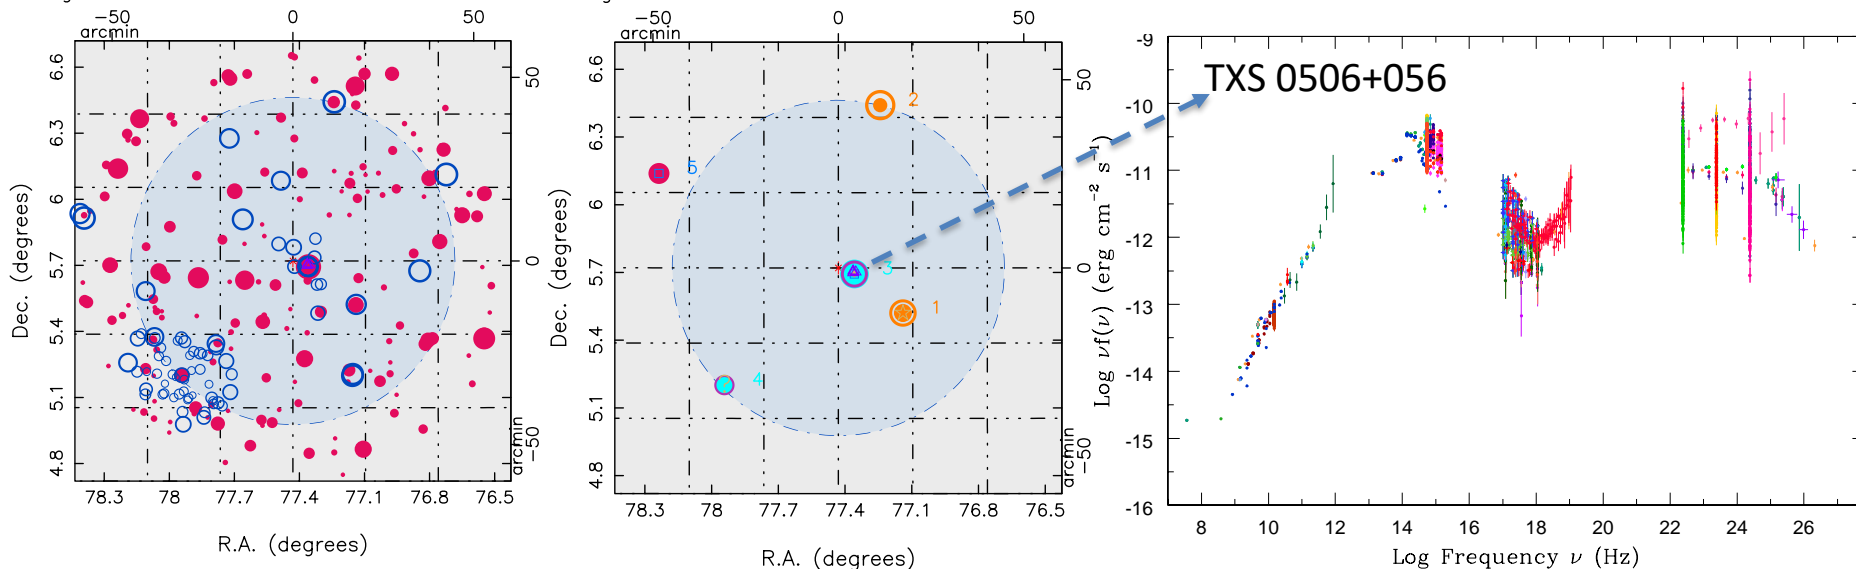 −50 0 50
arcmin
6.6
6.3
6
5.7
5.4
5.1
4.8
Dec. (degrees)
50
0
−50
arcmin
78.3 78 77.7 77.4 77.1 76.8 76.5
R.A. (degrees)
−50 0 50
arcmin
6.6
6.3
6
5.7
5.4
5.1
4.8
Dec. (degrees)
2
5
3
1
4
50
0
−50
arcmin
78.3 78 77.7 77.4 77.1 76.8 76.5
R.A. (degrees)
TXS 0506+056
-9
-10
-11
-12
-13
-14
-15
-16
Log νf(ν) (erg cm⁻² s⁻¹)
8 10 12 14 16 18 20 22 24 26
Log Frequency ν (Hz)